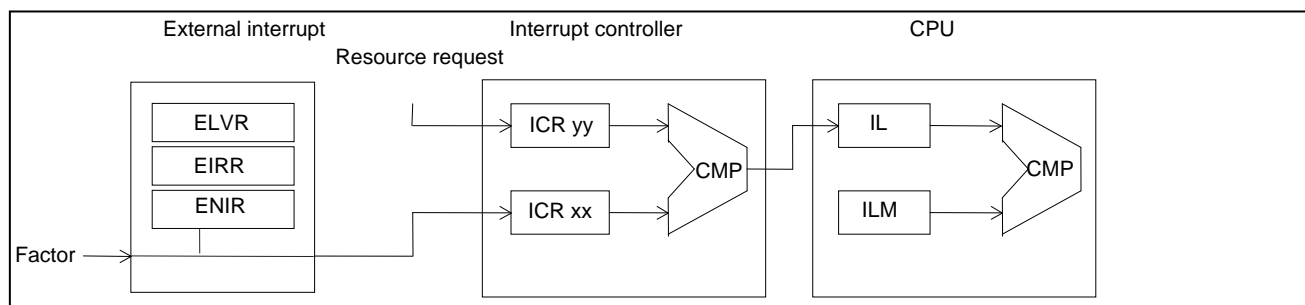 External interrupt
Interrupt controller
CPU
Resource request
ELVR
EIRR
ENIR
Factor
ICR yy
ICR xx
CMP
IL
ILM
CMP